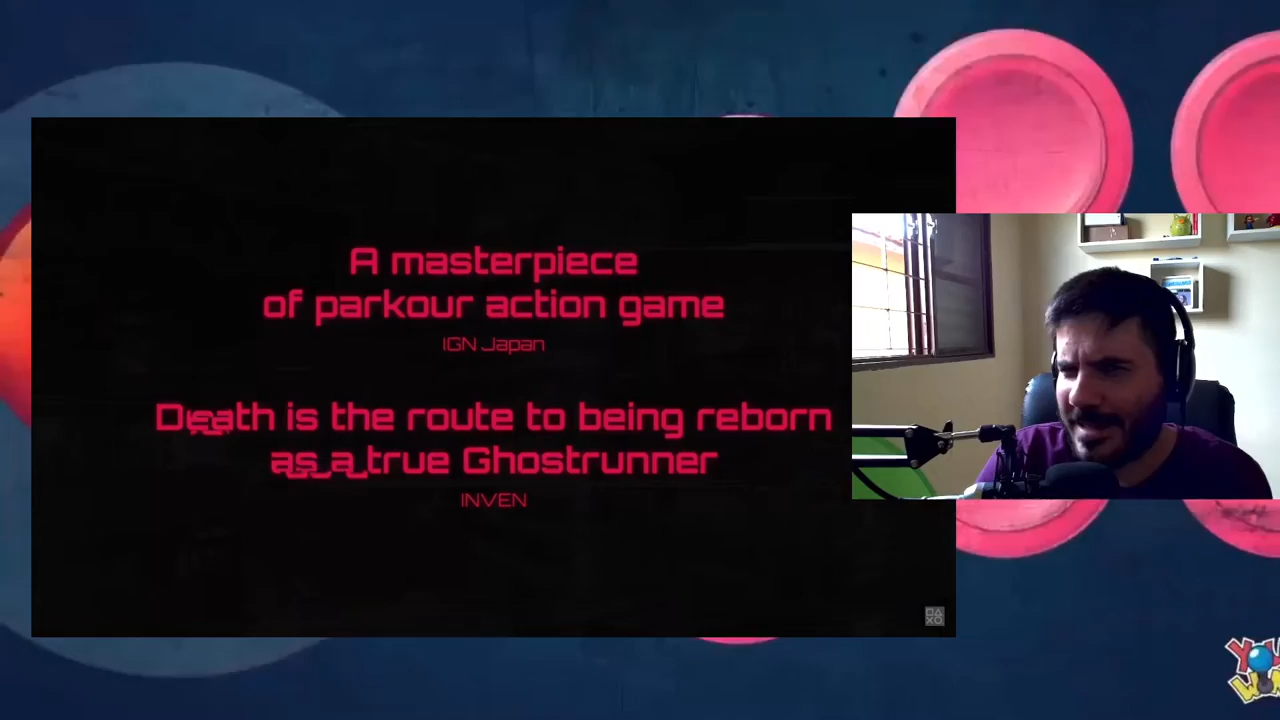 A masterpiece
of parkour action game
IGN Japan
Death is the route to being reborn
as a true Ghostrunner
INVEN